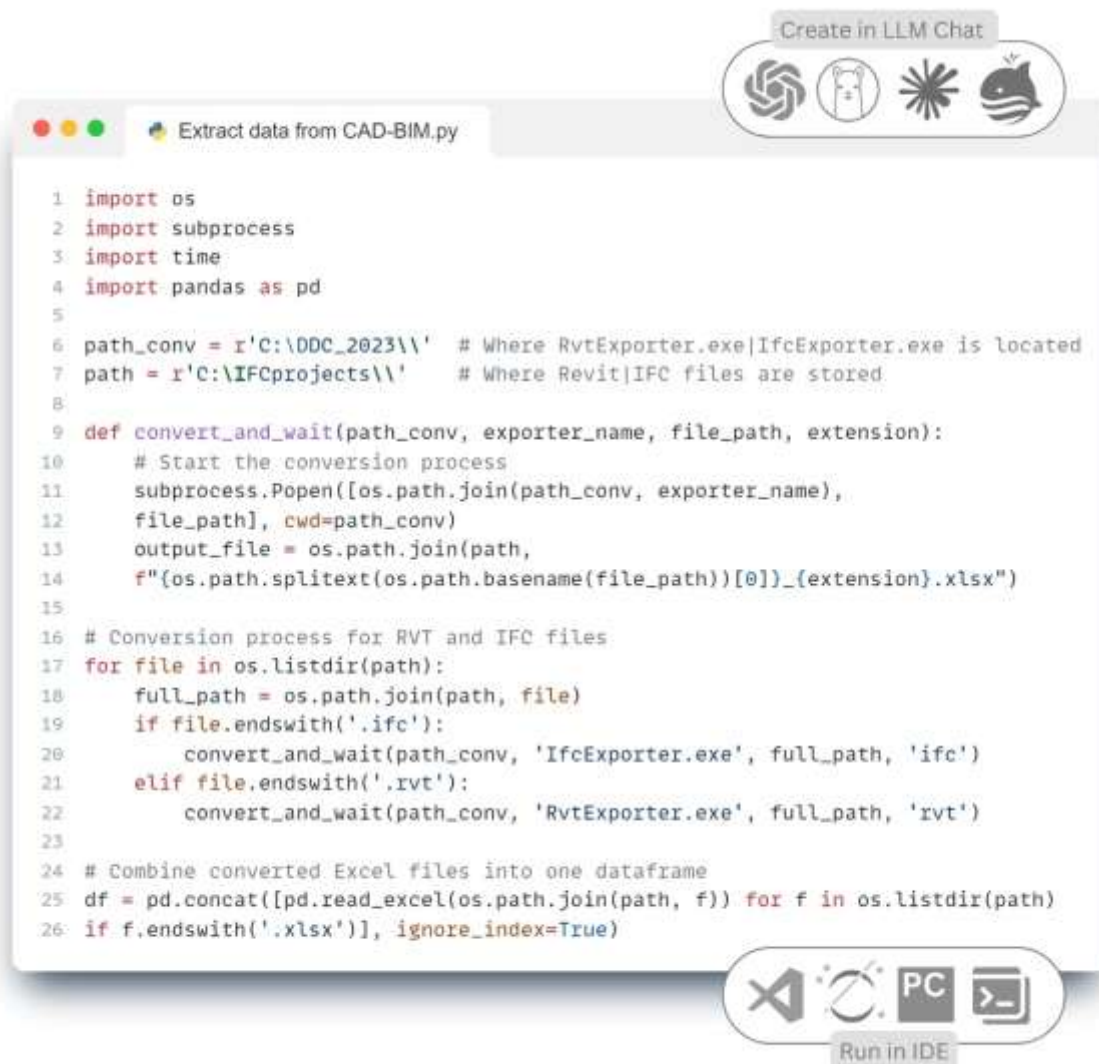 Create in LLM Chat
Extract data from CAD-BIM.py
1 import os
2 import subprocess
3 import time
4 import pandas as pd
5
6 path_conv = r'C:\DDC_2023\\'  # Where RvtExporter.exe|IfcExporter.exe is located
7 path = r'C:\IFCprojects\\'    # Where Revit|IFC files are stored
8
9 def convert_and_wait(path_conv, exporter_name, file_path, extension):
10     # Start the conversion process
11     subprocess.Popen([os.path.join(path_conv, exporter_name),
12     file_path], cwd=path_conv)
13     output_file = os.path.join(path,
14     f"{os.path.splitext(os.path.basename(file_path))[0]}_{extension}.xlsx")
15
16 # Conversion process for RVT and IFC files
17 for file in os.listdir(path):
18     full_path = os.path.join(path, file)
19     if file.endswith('.ifc'):
20         convert_and_wait(path_conv, 'IfcExporter.exe', full_path, 'ifc')
21     elif file.endswith('.rvt'):
22         convert_and_wait(path_conv, 'RvtExporter.exe', full_path, 'rvt')
23
24 # Combine converted Excel files into one dataframe
25 df = pd.concat([pd.read_excel(os.path.join(path, f)) for f in os.listdir(path)
26 if f.endswith('.xlsx')], ignore_index=True)
PC
Run in IDE